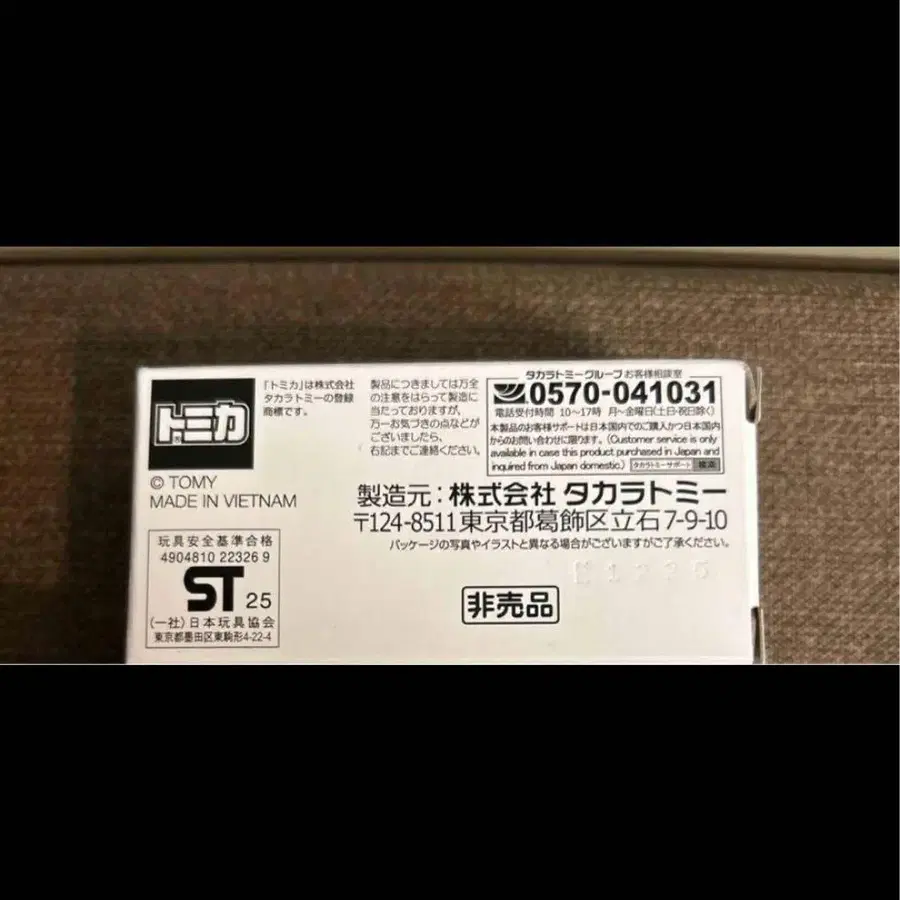 トミカ
®
「トミカ」は株式会社
タカラトミーの登録
商標です。
© TOMY
MADE IN VIETNAM
製品につきましては万全
の注意をはらって製造に
当たっておりますが、
万一お気づきの点などが
ございましたら、
右記までご連絡ください。
タカラトミーグループ お客様相談室
0570-041031
電話受付時間 10～17時 月～金曜日(土・日・祝日除く)
本製品のお客様サポートは日本国内でのご購入かつ日本国内
からのお問い合わせに限ります。(Customer service is only
available in case this product purchased in Japan and
inquired from Japan domestic.) タカラトミーサポート 検索
製造元：株式会社 タカラトミー
〒124-8511 東京都葛飾区立石7-9-10
パッケージの写真やイラストと異なる場合がございますがご了承ください。
玩具安全基準合格
4904810 22326 9
ST 25
(一社)日本玩具協会
東京都墨田区東駒形4-22-4
非売品